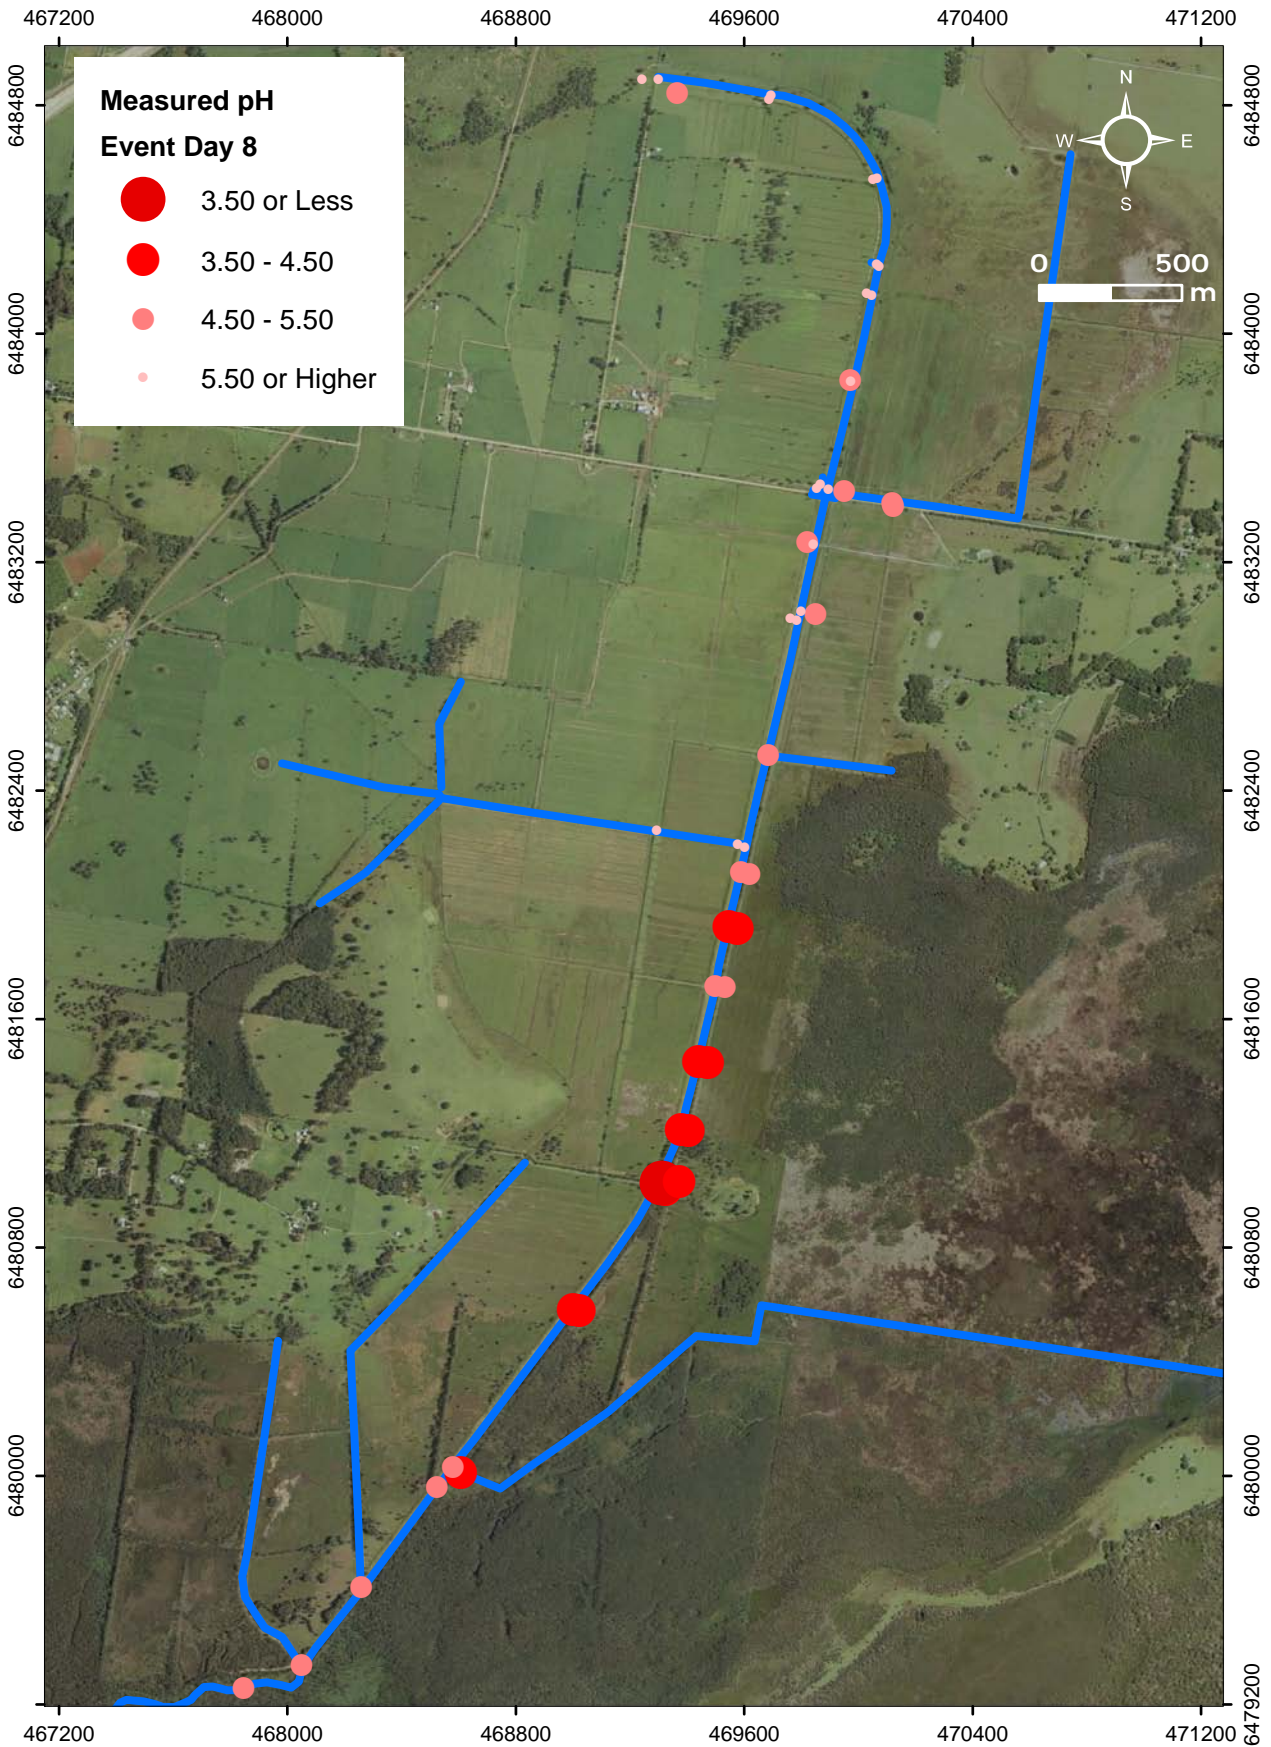 467200 468000 468800 469600 470400 471200
Measured pH
Event Day 8
3.50 or Less
3.50 - 4.50
4.50 - 5.50
5.50 or Higher
N
W E
S
0 500
m
6484800 6484800
6484000 6484000
6483200 6483200
6482400 6482400
6481600 6481600
6480800 6480800
6480000 6480000
6479200
467200 468000 468800 469600 470400 471200